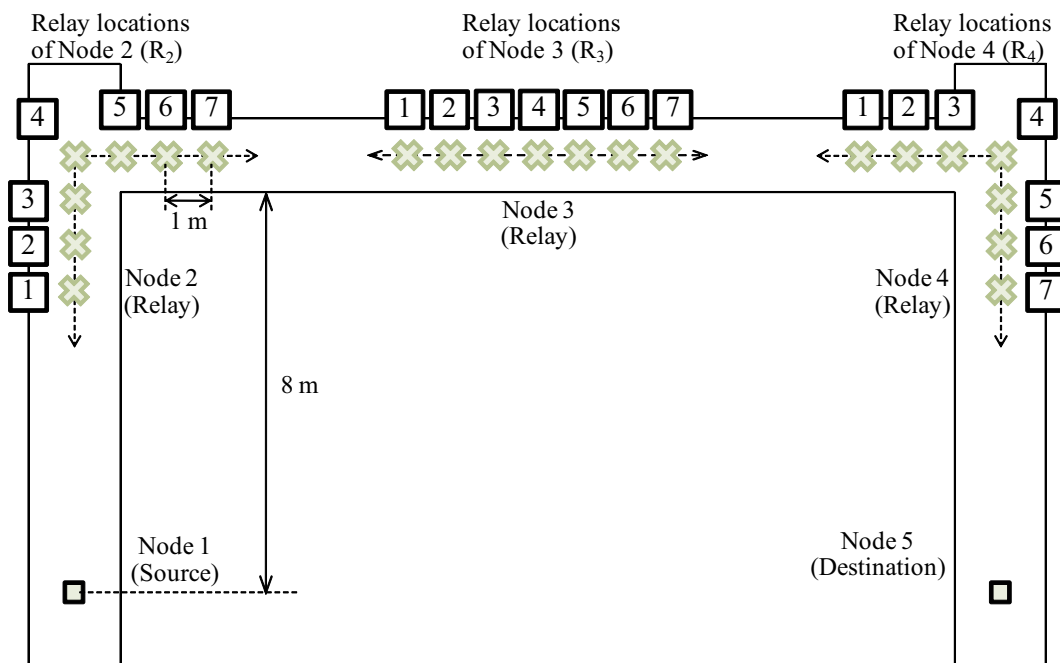 Relay locations
of Node 2 (R2)
Relay locations
of Node 3 (R3)
Relay locations
of Node 4 (R4)
4
5 6 7
1 2 3 4 5 6 7
1 2 3
4
3
2
1
5
6
7
1 m
Node 3
(Relay)
Node 2
(Relay)
Node 4
(Relay)
8 m
Node 1
(Source)
Node 5
(Destination)